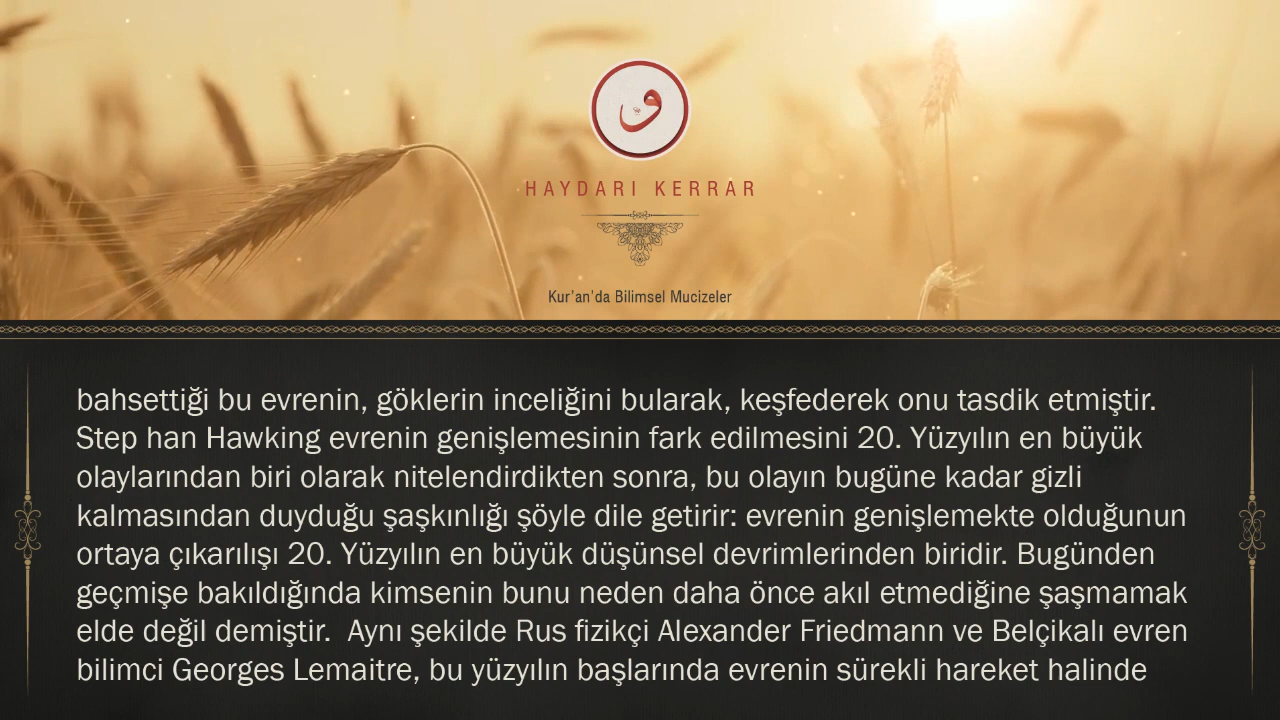 و
HAYDARI KERRAR
Kur'an'da Bilimsel Mucizeler
bahsettiği bu evrenin, göklerin inceliğini bularak, keşfederek onu tasdik etmiştir.
Step han Hawking evrenin genişlemesinin fark edilmesini 20. Yüzyılın en büyük
olaylarından biri olarak nitelendirdikten sonra, bu olayın bugüne kadar gizli
kalmasından duyduğu şaşkınlığı şöyle dile getirir: evrenin genişlemekte olduğunun
ortaya çıkarılışı 20. Yüzyılın en büyük düşünsel devrimlerinden biridir. Bugünden
geçmişe bakıldığında kimsenin bunu neden daha önce akıl etmediğine şaşmamak
elde değil demiştir.  Aynı şekilde Rus fizikçi Alexander Friedmann ve Belçikalı evren
bilimci Georges Lemaitre, bu yüzyılın başlarında evrenin sürekli hareket halinde